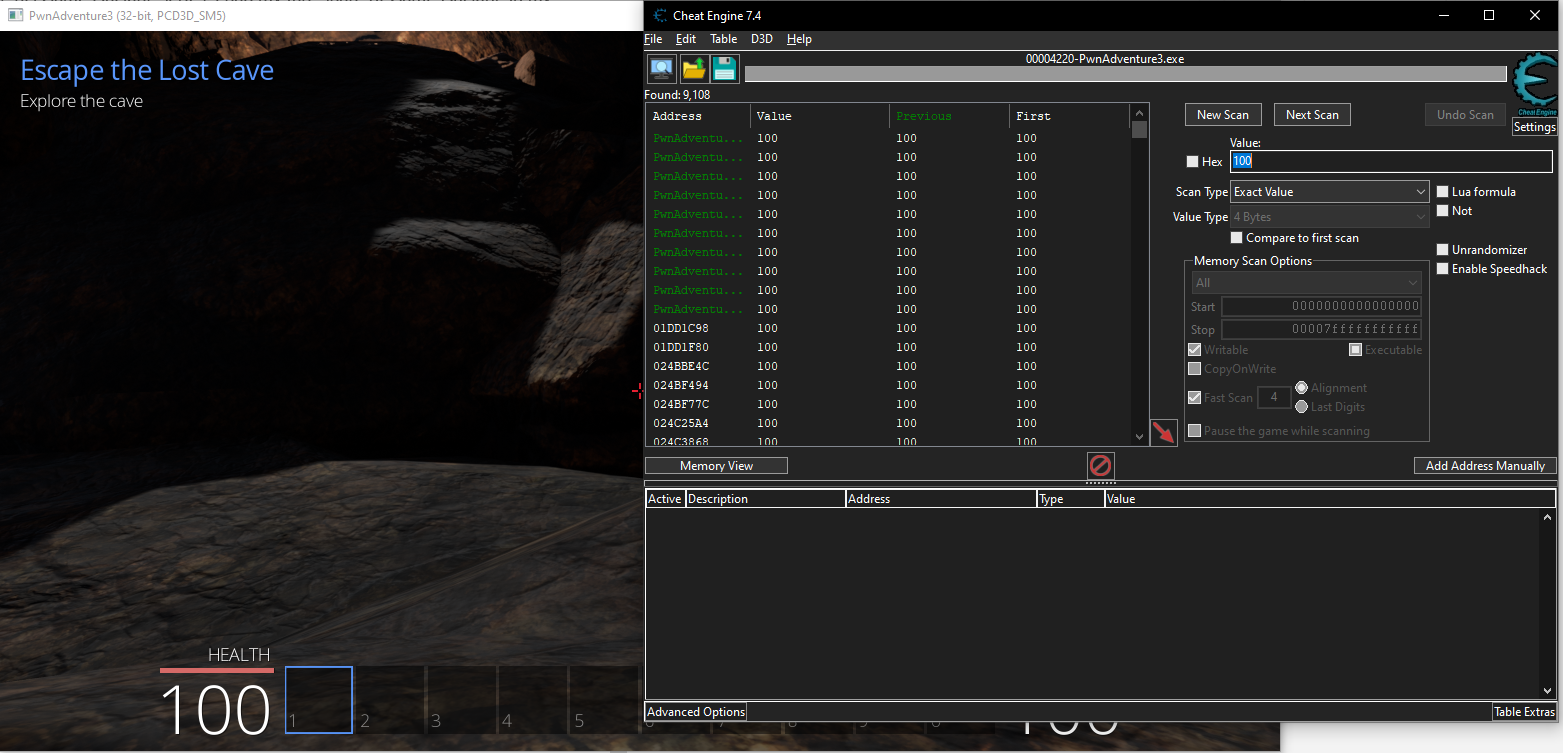 PwnAdventure3 (32-bit, PCD3D_SM5)
Escape the Lost Cave
Explore the cave
HEALTH
100
1
2
3
4
5
Cheat Engine 7.4
File Edit Table D3D Help
00004220-PwnAdventure3.exe
Found: 9,108
Address Value Previous First
PwnAdventu... 100 100 100
PwnAdventu... 100 100 100
PwnAdventu... 100 100 100
PwnAdventu... 100 100 100
PwnAdventu... 100 100 100
PwnAdventu... 100 100 100
PwnAdventu... 100 100 100
PwnAdventu... 100 100 100
PwnAdventu... 100 100 100
PwnAdventu... 100 100 100
01DD1C98 100 100 100
01DD1F80 100 100 100
024BBE4C 100 100 100
024BF494 100 100 100
024BF77C 100 100 100
024C25A4 100 100 100
024C3868 100 100 100
New Scan Next Scan Undo Scan
Cheat Engine
Settings
Value:
Hex 100
Scan Type Exact Value
Lua formula
Value Type 4 Bytes
Not
Compare to first scan
Unrandomizer
Enable Speedhack
Memory Scan Options
All
Start 0000000000000000
Stop 00007fffffffffff
Writable Executable
CopyOnWrite
Fast Scan 4 Alignment
Last Digits
Pause the game while scanning
Memory View
Add Address Manually
Active Description Address Type Value
Advanced Options
Table Extras